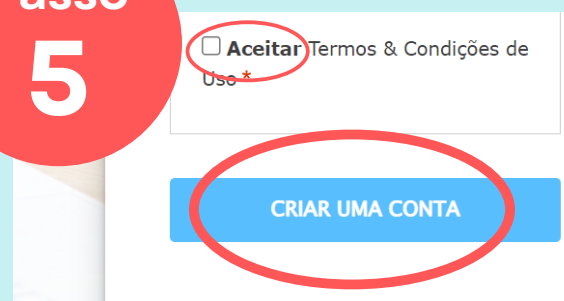 asso
5
Aceitar Termos & Condições de
Uso *
CRIAR UMA CONTA